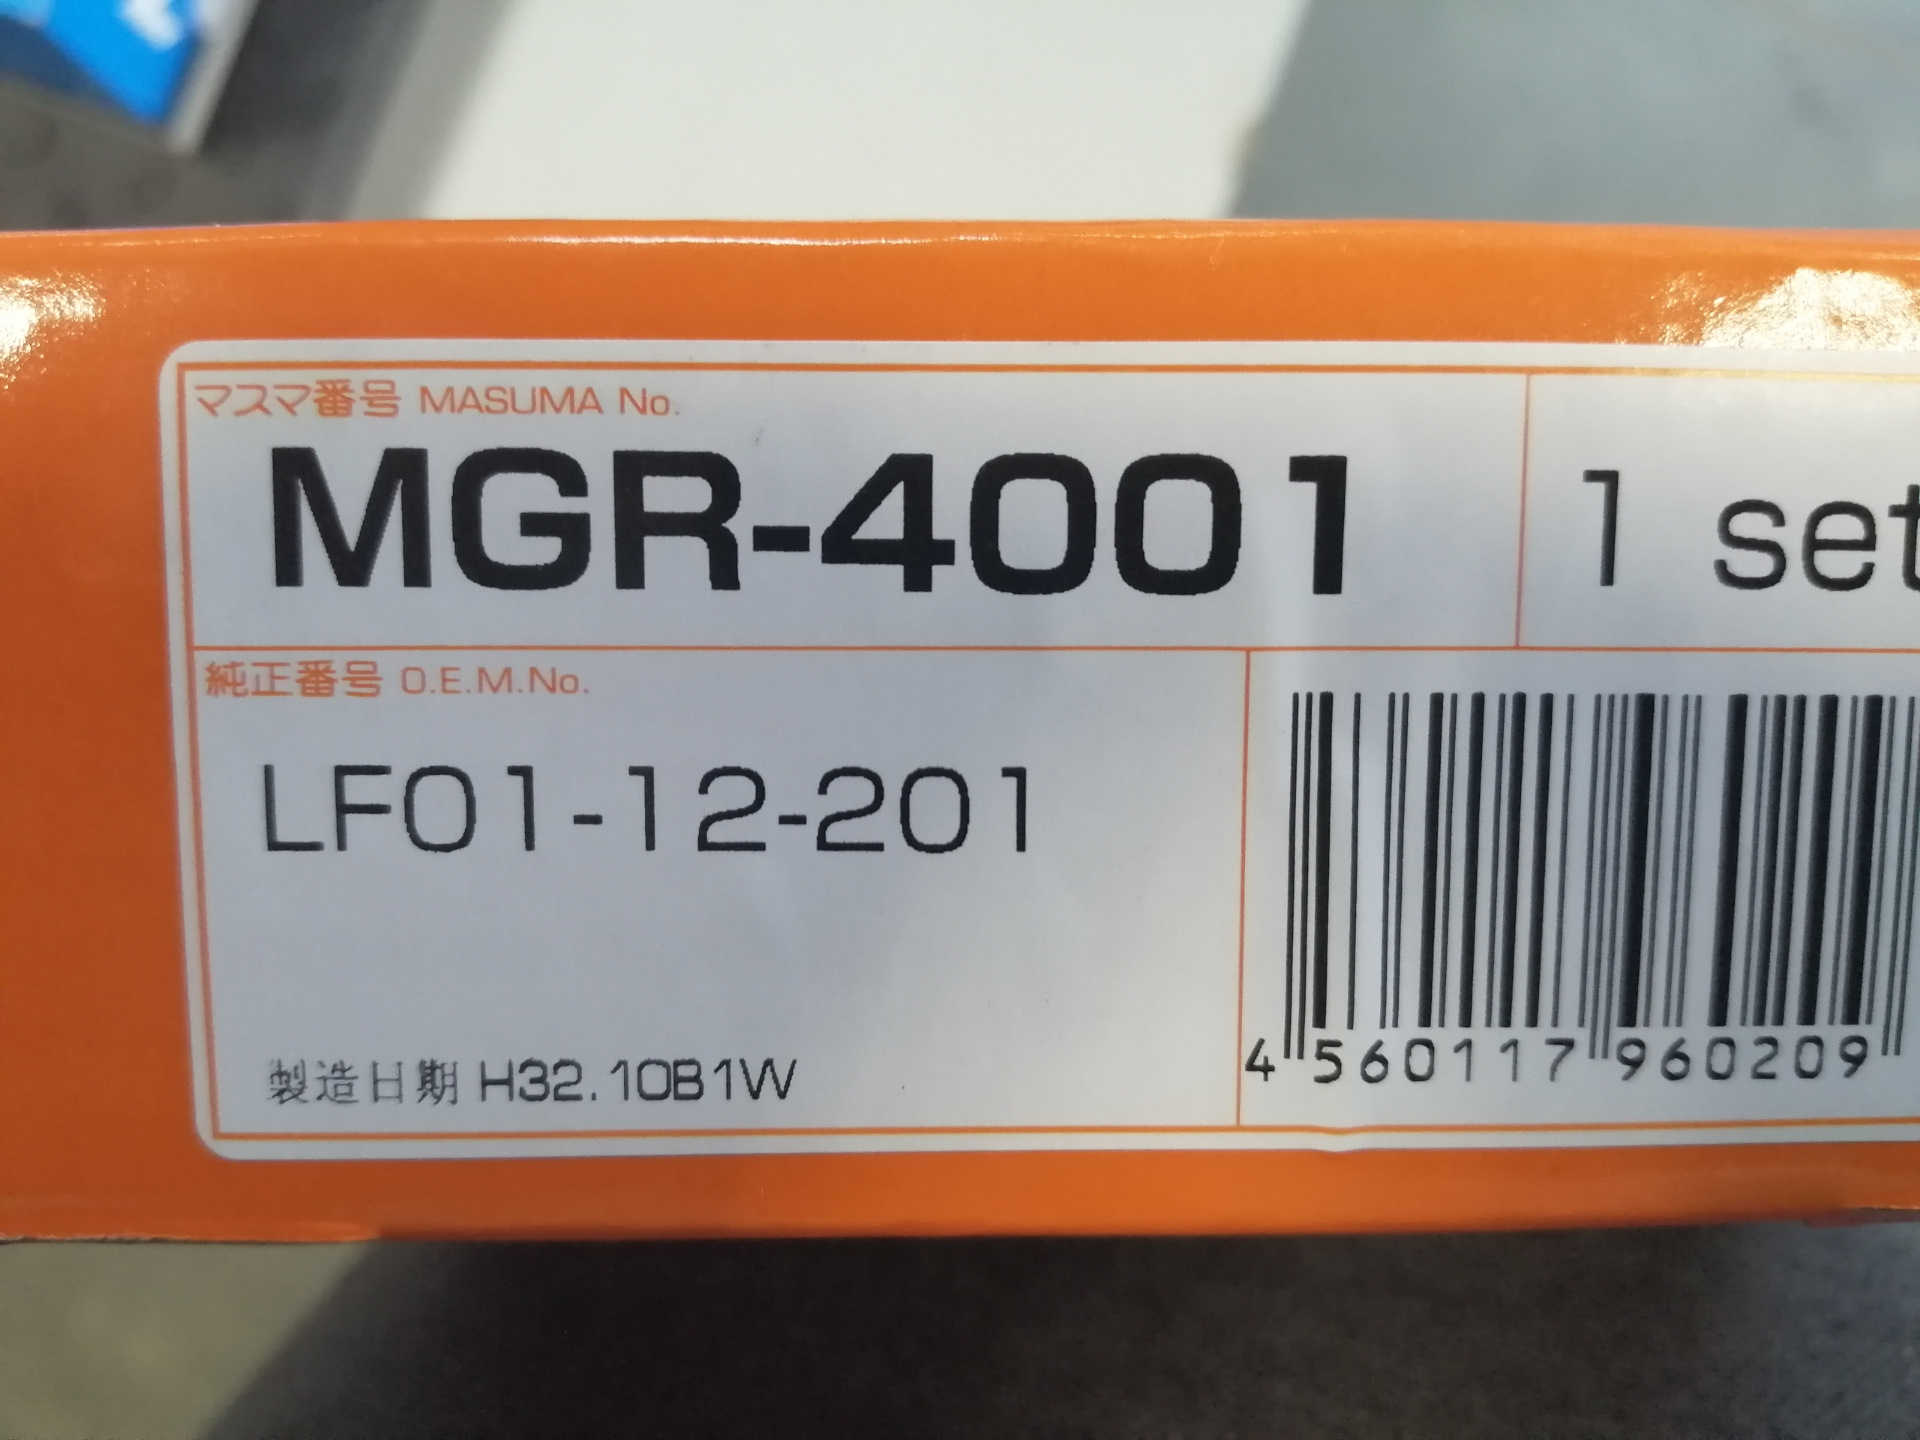 マスマ番号 MASUMA No.
MGR-4001
1 set
純正番号 O.E.M.No.
LF01-12-201
製造日期 H32.10B1W
4 560117 960209